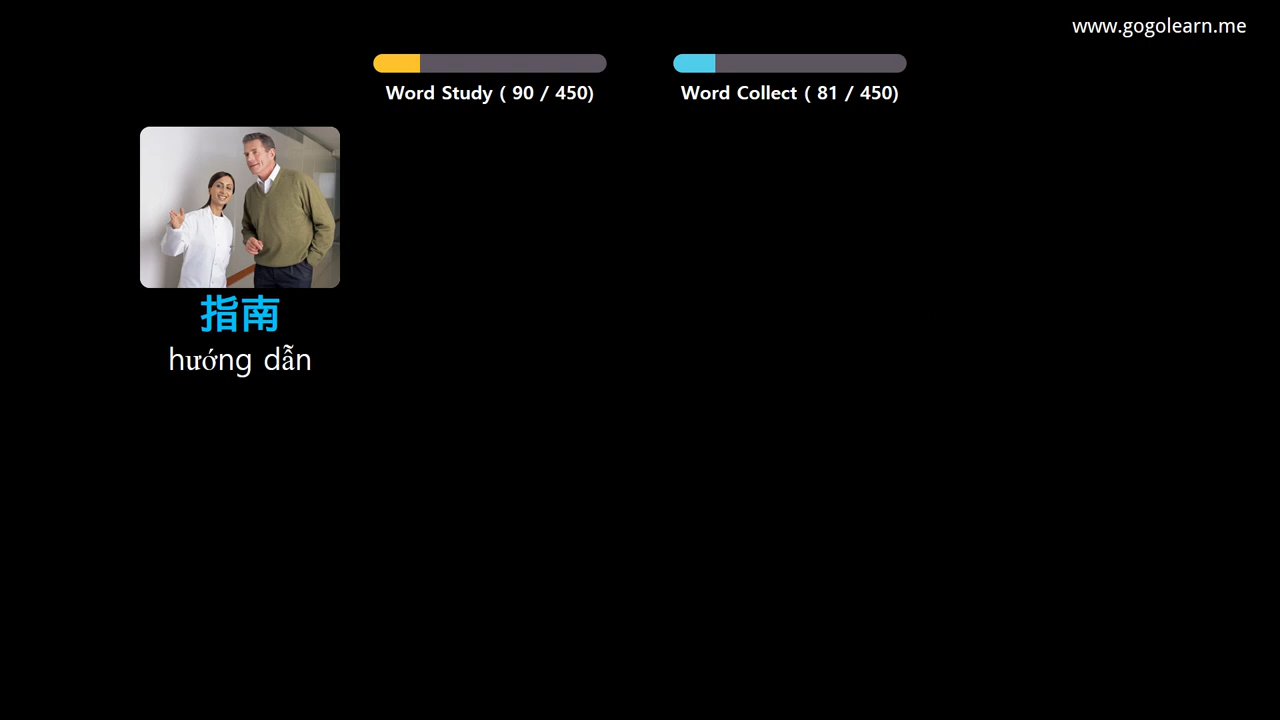 www.gogolearn.me
Word Study ( 90 / 450)
Word Collect ( 81 / 450)
指南
hướng dẫn